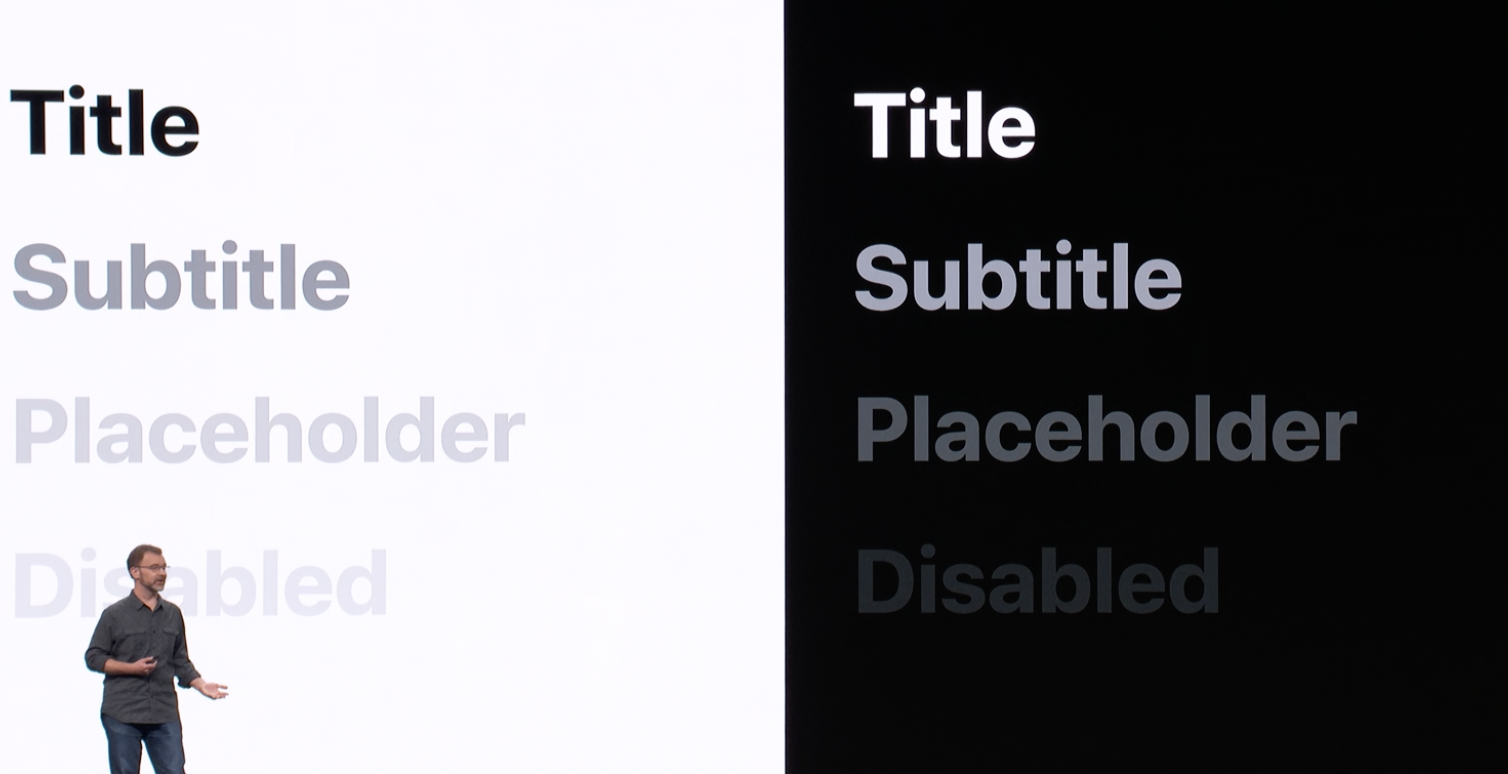 Title
Subtitle
Placeholder
Disabled
Title
Subtitle
Placeholder
Disabled